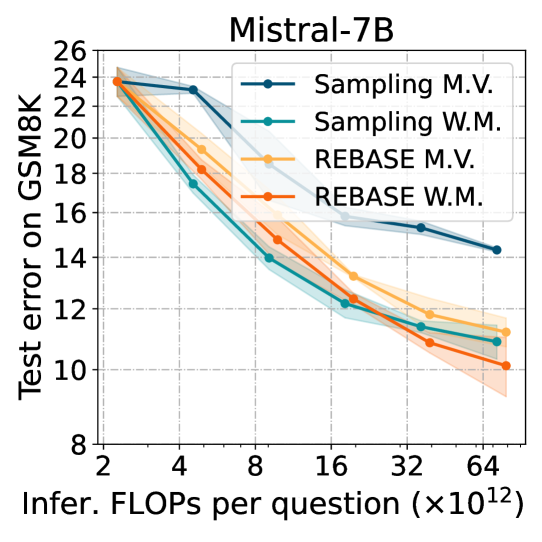 Mistral-7B
26
24
22
20
18
16
14
12
10
8
Test error on GSM8K
Sampling M.V.
Sampling W.M.
REBASE M.V.
REBASE W.M.
2 4 8 16 32 64
Infer. FLOPs per question (×10¹²)